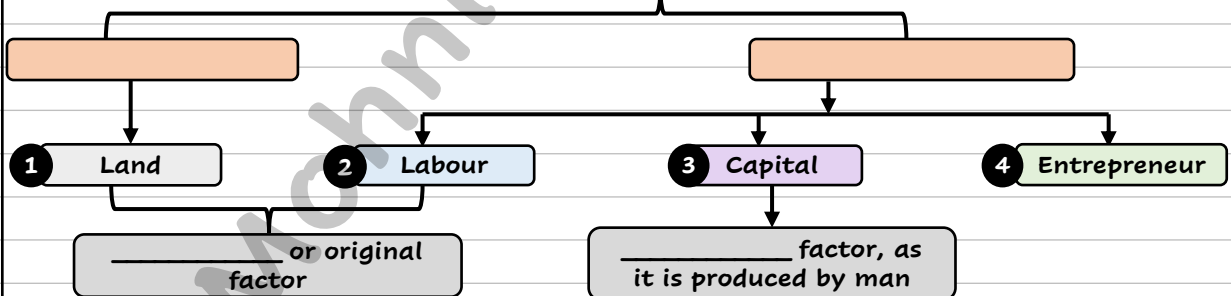 1 Land
2 Labour
3 Capital
4 Entrepreneur
____________ or original
factor
____________ factor, as
it is produced by man
Mohni